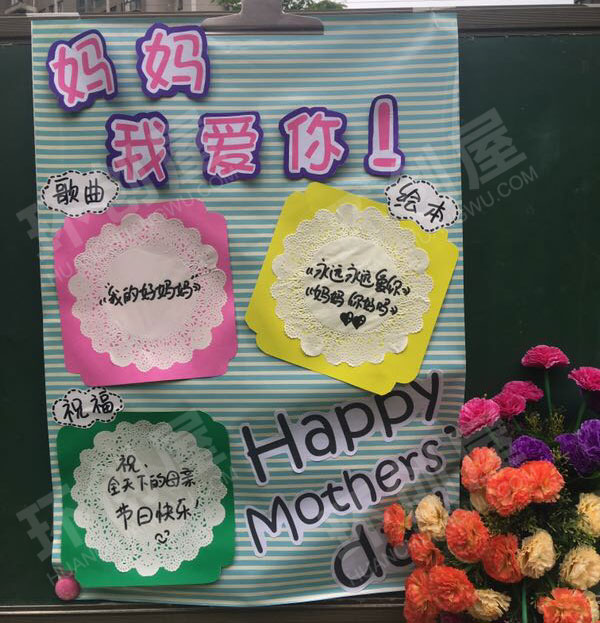 妈妈
我爱你！
歌曲
绘本
"我的好妈妈"
《永远永远爱你》
《妈妈你好吗》
祝福
祝、
全天下的母亲
节日快乐！
Happy
Mothers'
day